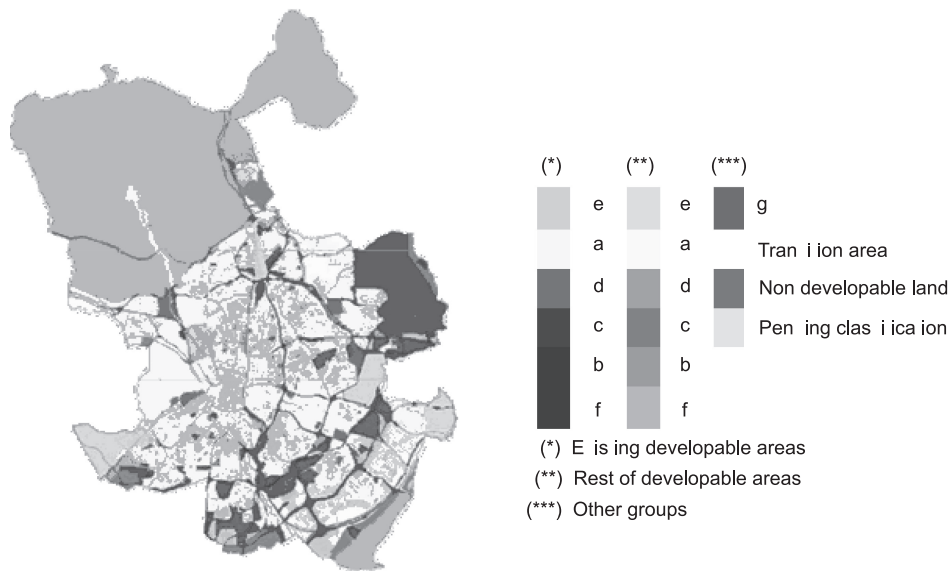 (*) (**) (***)
e e g
a a Tran i ion area
d d Non developable land
c c Pen ing clas i ica ion
b b
f f
(*) E is ing developable areas
(**) Rest of developable areas
(***) Other groups